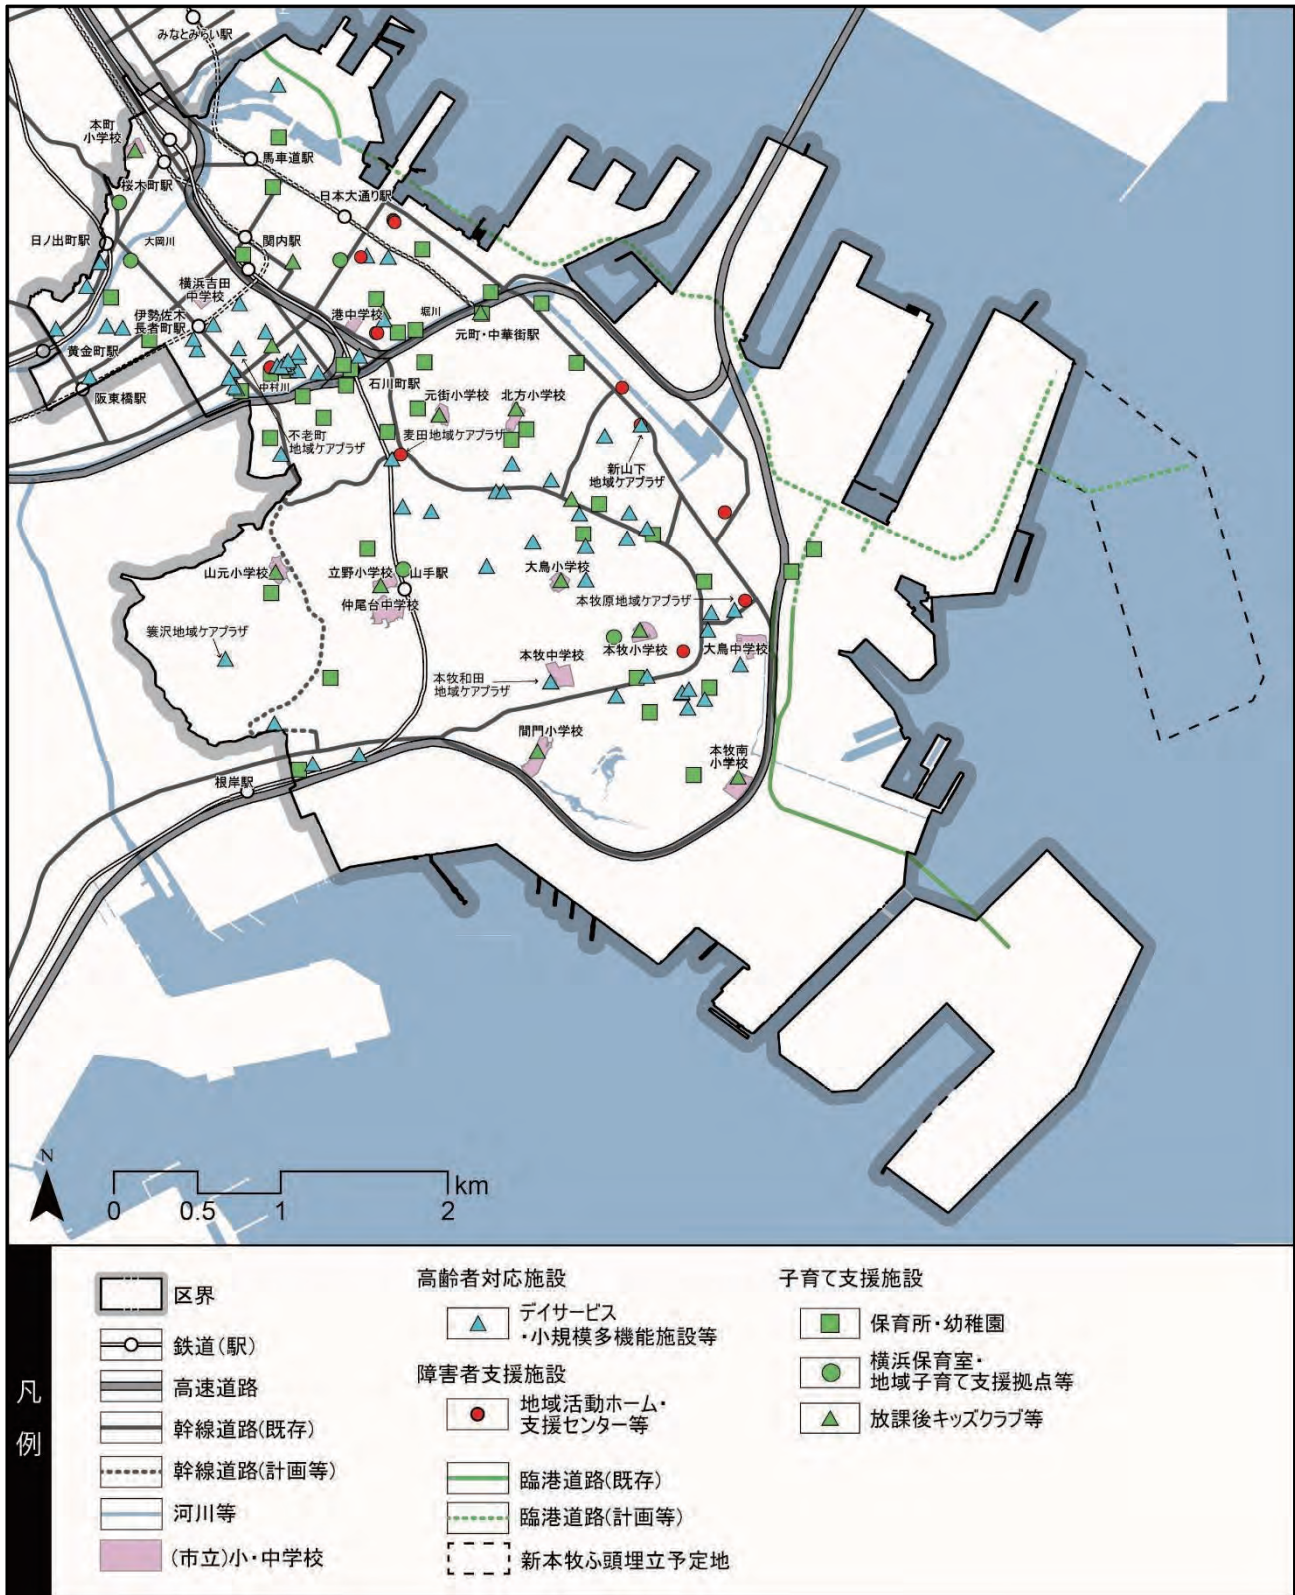 みなとみらい駅
本町
小学校
馬車道駅
桜木町駅
日本大通り駅
日ノ出町駅
大岡川
関内駅
横浜吉田
中学校
伊勢佐木
長者町駅
港中学校
堀川
元町・中華街駅
黄金町駅
中村川
石川町駅
阪東橋駅
元街小学校
北方小学校
不老町
地域ケアプラザ
麦田地域ケアプラザ
新山下
地域ケアプラザ
山元小学校
立野小学校
山手駅
大鳥小学校
仲尾台中学校
本牧原地域ケアプラザ
簑沢地域ケアプラザ
本牧小学校
大鳥中学校
本牧中学校
本牧和田
地域ケアプラザ
間門小学校
本牧南
小学校
根岸駅
N
km
0
0.5
1
2
凡例
区界
鉄道(駅)
高速道路
幹線道路(既存)
幹線道路(計画等)
河川等
(市立)小・中学校
高齢者対応施設
デイサービス
・小規模多機能施設等
障害者支援施設
地域活動ホーム・
支援センター等
臨港道路(既存)
臨港道路(計画等)
新本牧ふ頭埋立予定地
子育て支援施設
保育所・幼稚園
横浜保育室・
地域子育て支援拠点等
放課後キッズクラブ等